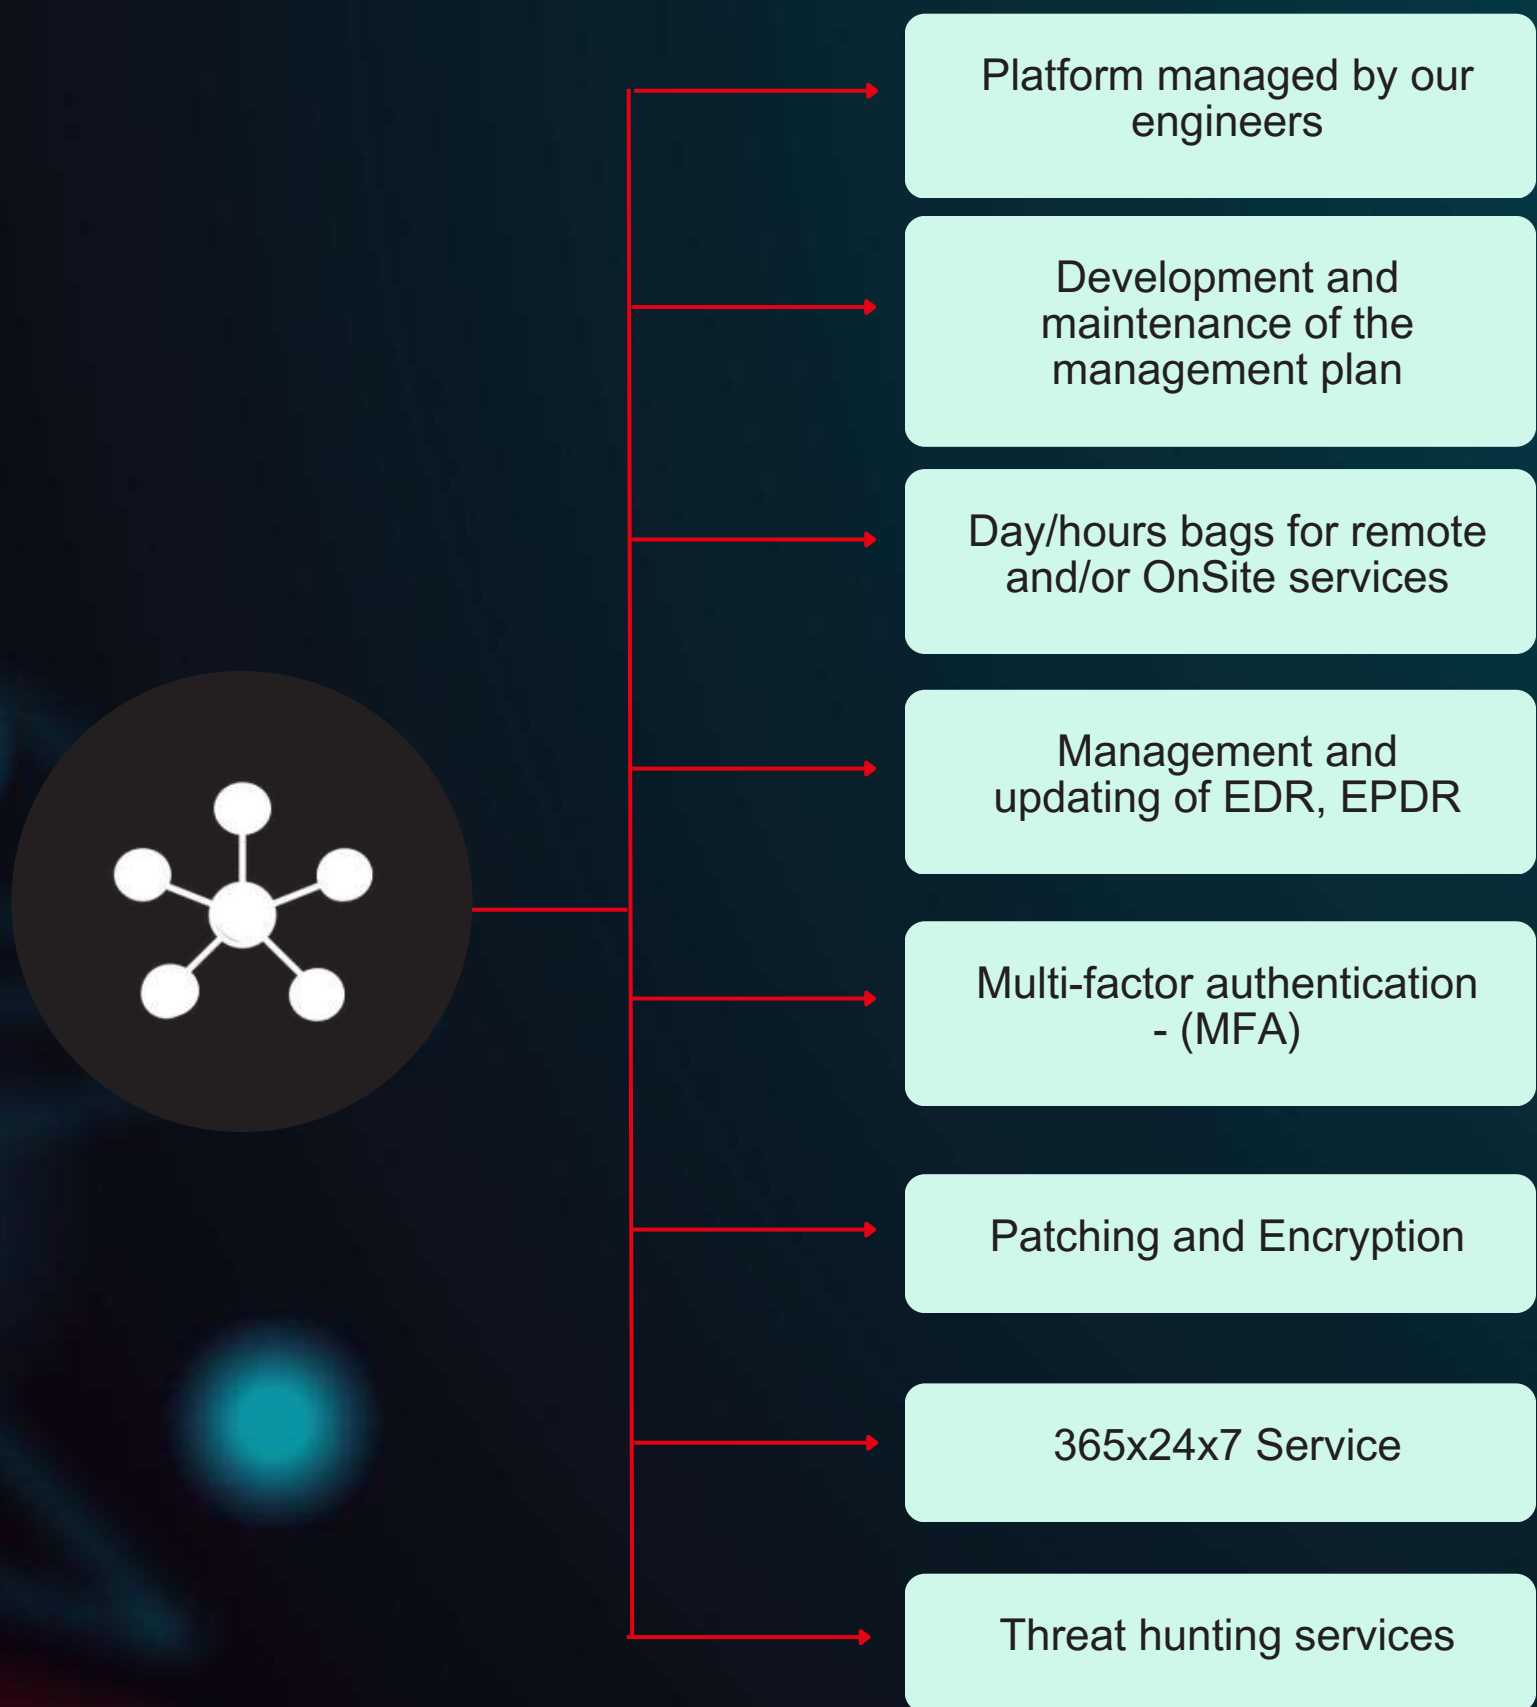 Platform managed by our
engineers
Development and
maintenance of the
management plan
Day/hours bags for remote
and/or OnSite services
Management and
updating of EDR, EPDR
Multi-factor authentication
- (MFA)
Patching and Encryption
365x24x7 Service
Threat hunting services